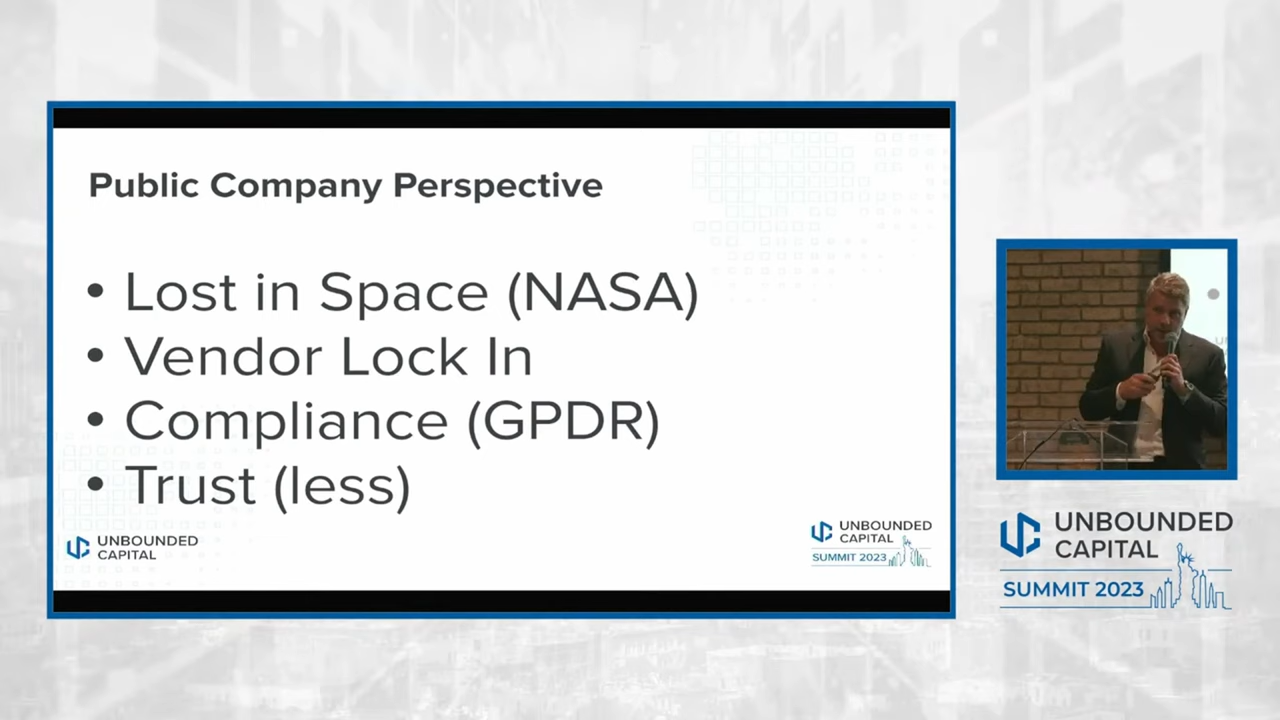 Public Company Perspective
• Lost in Space (NASA)
• Vendor Lock In
• Compliance (GPDR)
• Trust (less)
UNBOUNDED
CAPITAL
UNBOUNDED
CAPITAL
SUMMIT 2023
UNBOUNDED
CAPITAL
SUMMIT 2023